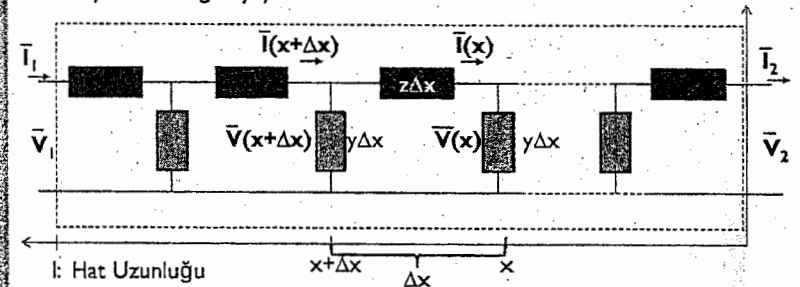 Ī(x+Δx) Ī(x)
Ī₁ Ī₂
zΔx
V̄₁ V̄(x+Δx) yΔx V̄(x) yΔx V̄₂
l: Hat Uzunluğu x+Δx Δx x